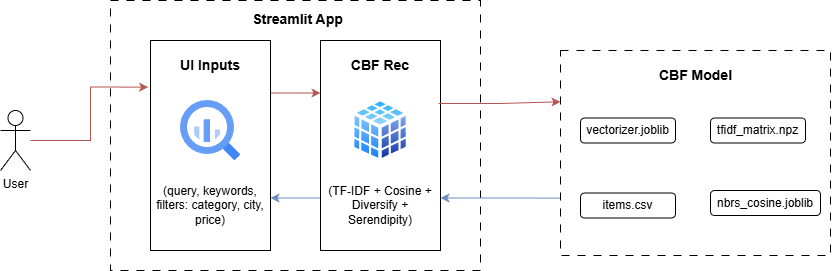 Streamlit App
UI Inputs
CBF Rec
CBF Model
vectorizer.joblib
tfidf_matrix.npz
User
(query, keywords,
filters: category, city,
price)
(TF-IDF + Cosine +
Diversify +
Serendipity)
items.csv
nbrs_cosine.joblib